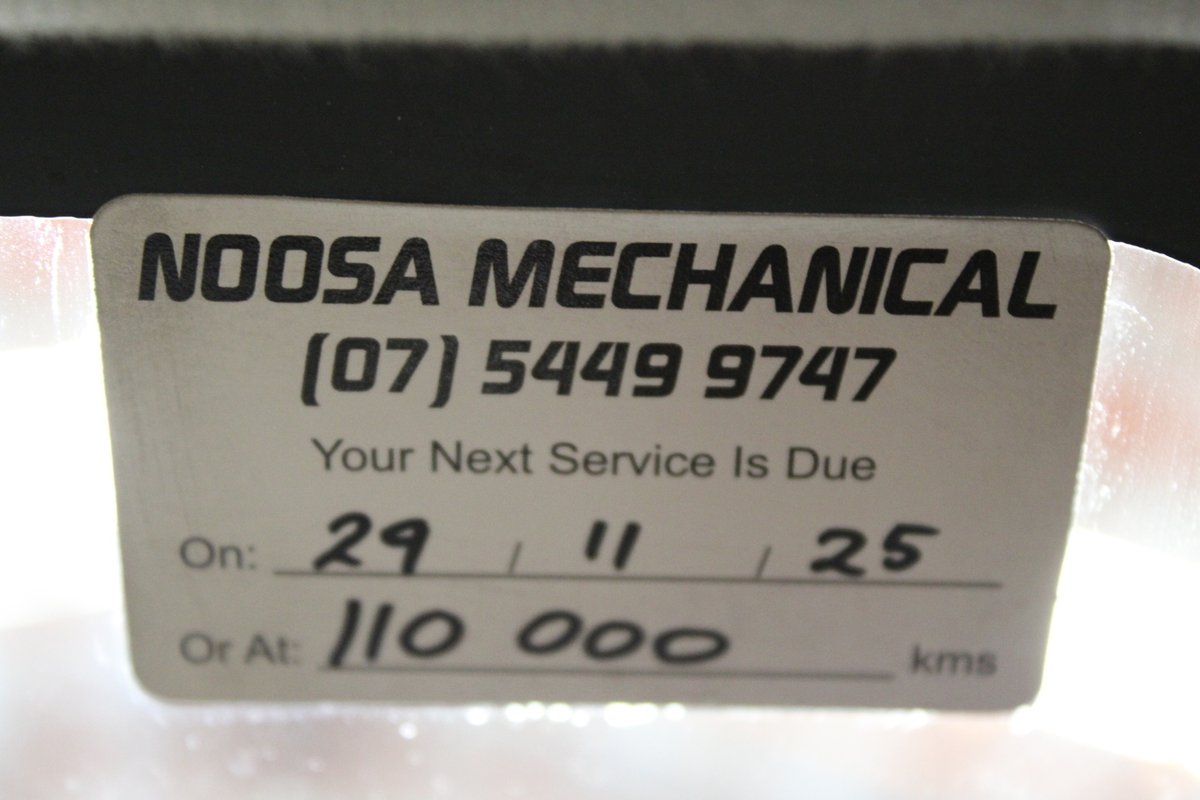 NOOSA MECHANICAL
(07) 5449 9747
Your Next Service Is Due
On: 29 / 11 / 25
Or At: 110 000 kms